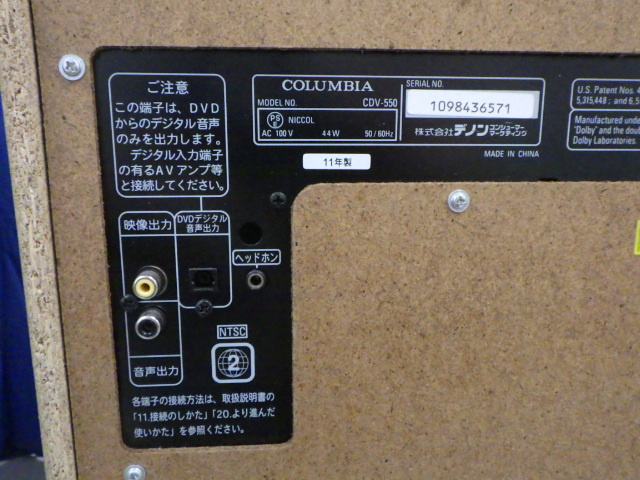 ご注意
この端子は、DVD
からのデジタル音声
のみを出力します。
デジタル入力端子
の有るAVアンプ等
と接続してください。
COLUMBIA
MODEL NO. CDV-550
PS E NICCOL
AC 100V 44W 50/60Hz
SERIAL NO.
1098436571
株式会社デノン コンシューマー マーケティング
MADE IN CHINA
11年製
U.S. Patent Nos. 4
5,315,448; and 6,5
Manufactured under
"Dolby" and the dou
Dolby Laboratories.
映像出力
DVDデジタル
音声出力
ヘッドホン
音声出力
NTSC
2
各端子の接続方法は、取扱説明書の
「11.接続のしかた」「20.より進んだ
使いかた」を参照ください。